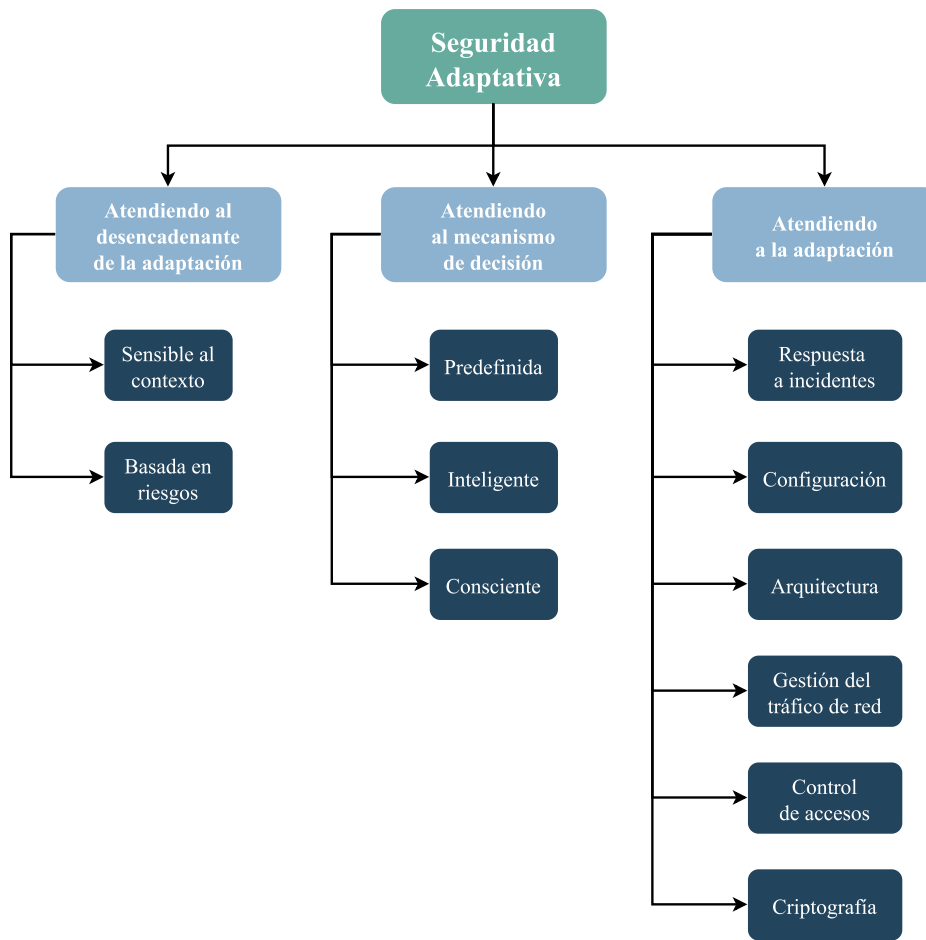 Seguridad
Adaptativa
Atendiendo al
desencadenante
de la adaptación
Sensible al
contexto
Basada en
riesgos
Atendiendo
al mecanismo
de decisión
Predefinida
Inteligente
Consciente
Atendiendo
a la adaptación
Respuesta
a incidentes
Configuración
Arquitectura
Gestión del
tráfico de red
Control
de accesos
Criptografía